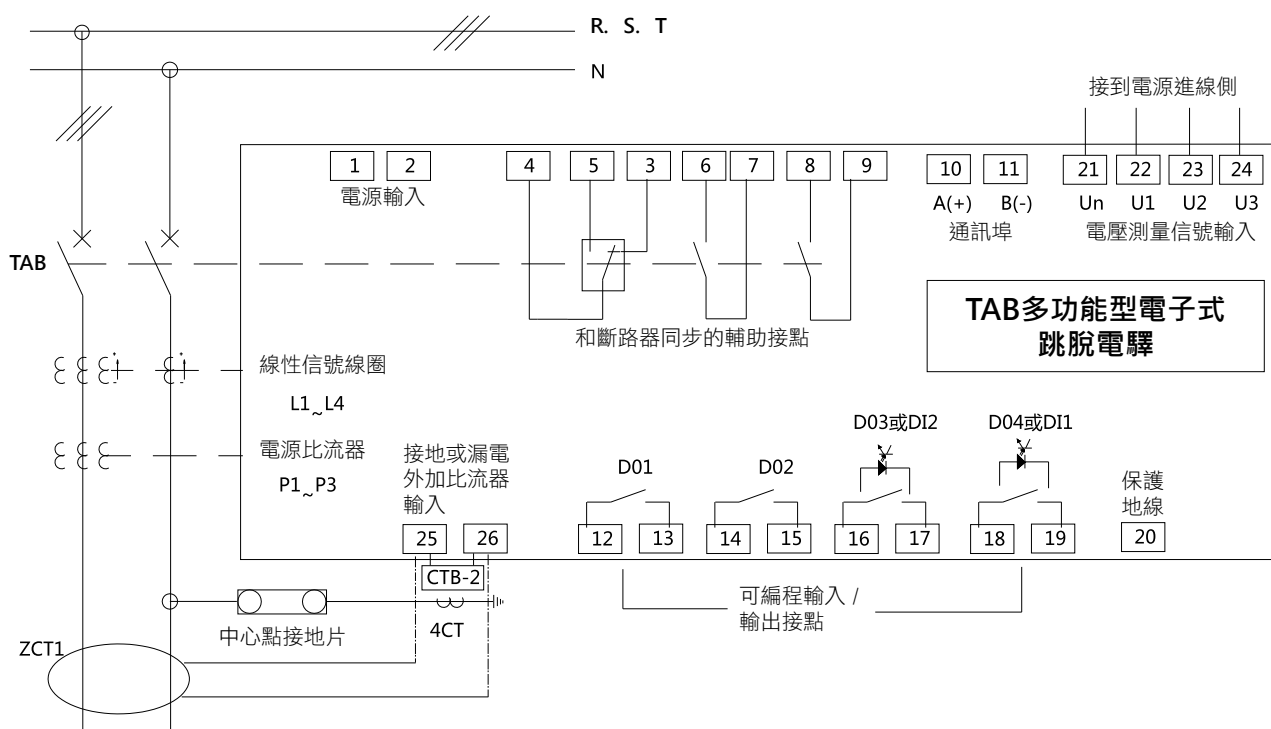 R. S. T
N
接到電源進線側
1 2 4 5 3 6 7 8 9 10 11 21 22 23 24
電源輸入
A(+) B(-) Un U1 U2 U3
通訊埠 電壓測量信號輸入
TAB
TAB多功能型電子式
跳脫電驛
和斷路器同步的輔助接點
線性信號線圈
L1~L4
電源比流器
P1~P3
接地或漏電
外加比流器
輸入
D01
D02
D03或DI2
D04或DI1
保護
地線
25 26 12 13 14 15 16 17 18 19 20
CTB-2
可編程輸入 /
輸出接點
中心點接地片
4CT
ZCT1